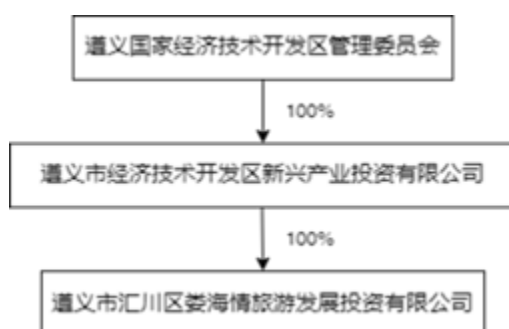 遵义国家经济技术开发区管理委员会
100%
遵义市经济技术开发区新兴产业投资有限公司
100%
遵义市汇川区娄海情旅游发展投资有限公司